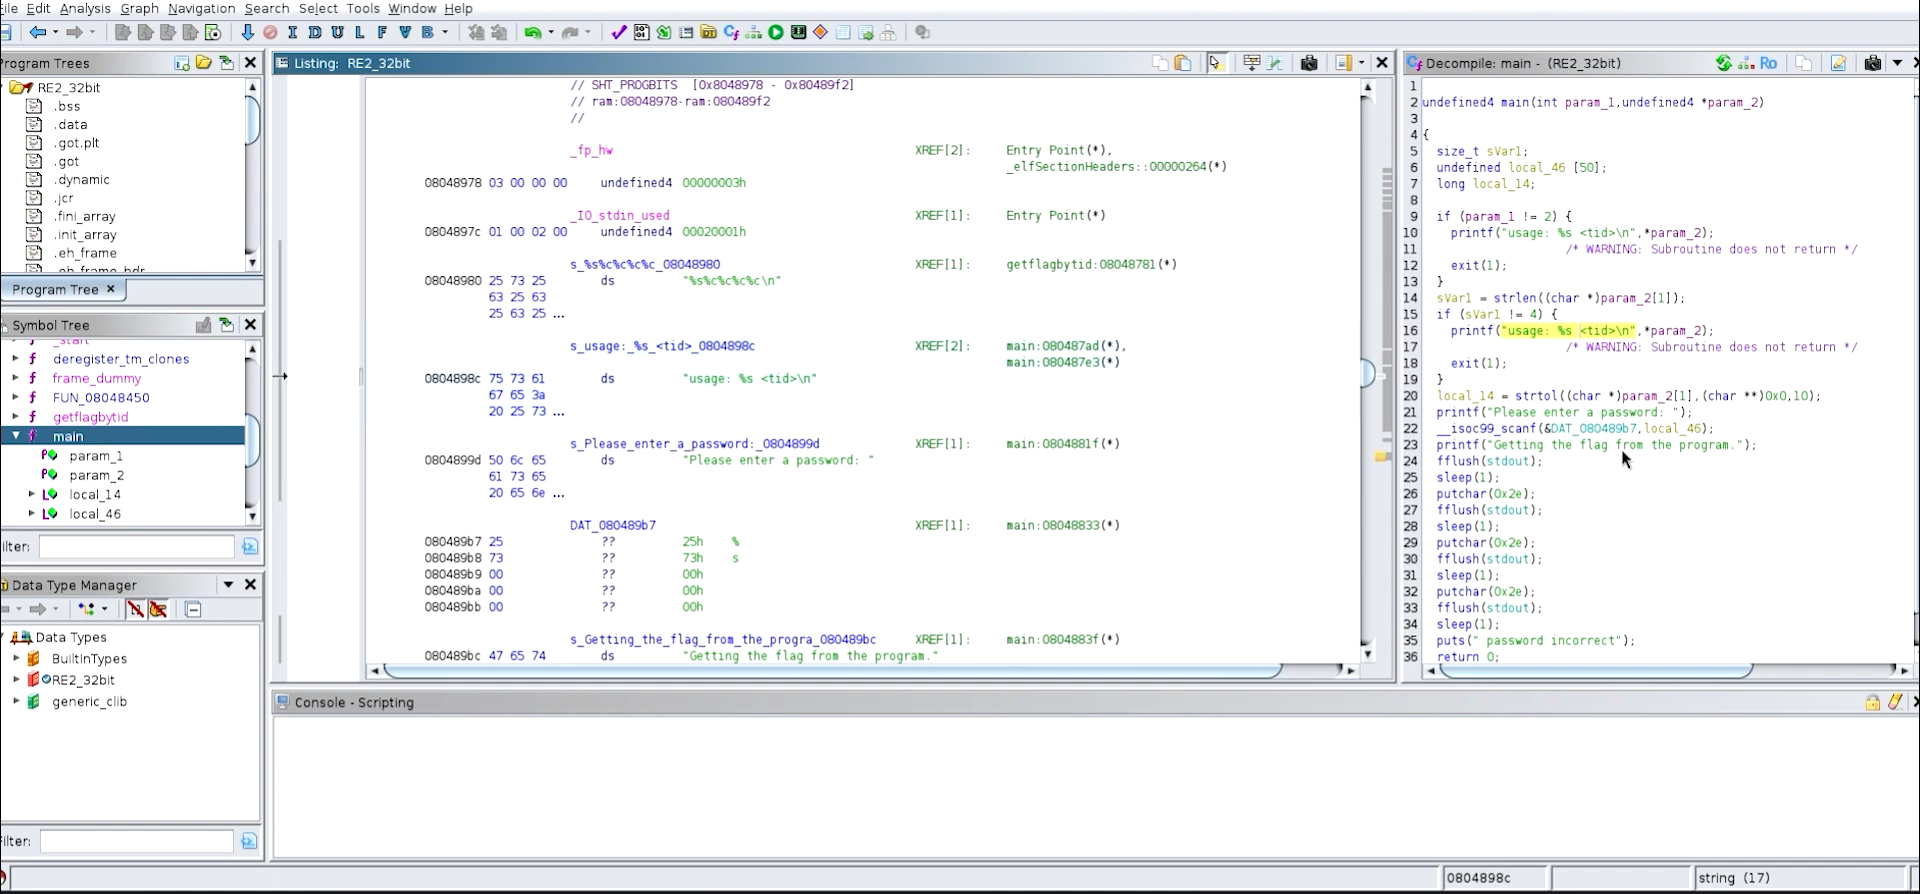 ile Edit Analysis Graph Navigation Search Select Tools Window Help
I D U L F V B
Program Trees
RE2_32bit
.bss
.data
.got.plt
.got
.dynamic
.jcr
.fini_array
.init_array
.eh_frame
.eh_frame_hdr
Program Tree ×
Symbol Tree
_start
deregister_tm_clones
frame_dummy
FUN_08048450
getflagbytid
main
param_1
param_2
local_14
local_46
ilter:
Data Type Manager
Data Types
BuiltInTypes
RE2_32bit
generic_clib
ilter:
Listing: RE2_32bit
// SHT_PROGBITS [0x8048978 - 0x80489f2]
// ram:08048978-ram:080489f2
//
_fp_hw XREF[2]: Entry Point(*),
_elfSectionHeaders::00000264(*)
08048978 03 00 00 00 undefined4 00000003h
_IO_stdin_used XREF[1]: Entry Point(*)
0804897c 01 00 02 00 undefined4 00020001h
s_%s%c%c%c%c_08048980 XREF[1]: getflagbytid:08048781(*)
08048980 25 73 25 ds "%s%c%c%c%c\n"
63 25 63
25 63 25 ...
s_usage:_%s_<tid>_0804898c XREF[2]: main:080487ad(*),
main:080487e3(*)
0804898c 75 73 61 ds "usage: %s <tid>\n"
67 65 3a
20 25 73 ...
s_Please_enter_a_password:_0804899d XREF[1]: main:0804881f(*)
0804899d 50 6c 65 ds "Please enter a password: "
61 73 65
20 65 6e ...
DAT_080489b7 XREF[1]: main:08048833(*)
080489b7 25 ?? 25h %
080489b8 73 ?? 73h s
080489b9 00 ?? 00h
080489ba 00 ?? 00h
080489bb 00 ?? 00h
s_Getting_the_flag_from_the_progra_080489bc XREF[1]: main:0804883f(*)
080489bc 47 65 74 ds "Getting the flag from the program."
Decompile: main - (RE2_32bit)
Ro
1
2 undefined4 main(int param_1,undefined4 *param_2)
3
4 {
5 size_t sVar1;
6 undefined local_46 [50];
7 long local_14;
8
9 if (param_1 != 2) {
10 printf("usage: %s <tid>\n",*param_2);
11 /* WARNING: Subroutine does not return */
12 exit(1);
13 }
14 sVar1 = strlen((char *)param_2[1]);
15 if (sVar1 != 4) {
16 printf("usage: %s <tid>\n",*param_2);
17 /* WARNING: Subroutine does not return */
18 exit(1);
19 }
20 local_14 = strtol((char *)param_2[1],(char **)0x0,10);
21 printf("Please enter a password: ");
22 __isoc99_scanf(&DAT_080489b7,local_46);
23 printf("Getting the flag from the program.");
24 fflush(stdout);
25 sleep(1);
26 putchar(0x2e);
27 fflush(stdout);
28 sleep(1);
29 putchar(0x2e);
30 fflush(stdout);
31 sleep(1);
32 putchar(0x2e);
33 fflush(stdout);
34 sleep(1);
35 puts(" password incorrect");
36 return 0;
Console - Scripting
0804898c
string (17)